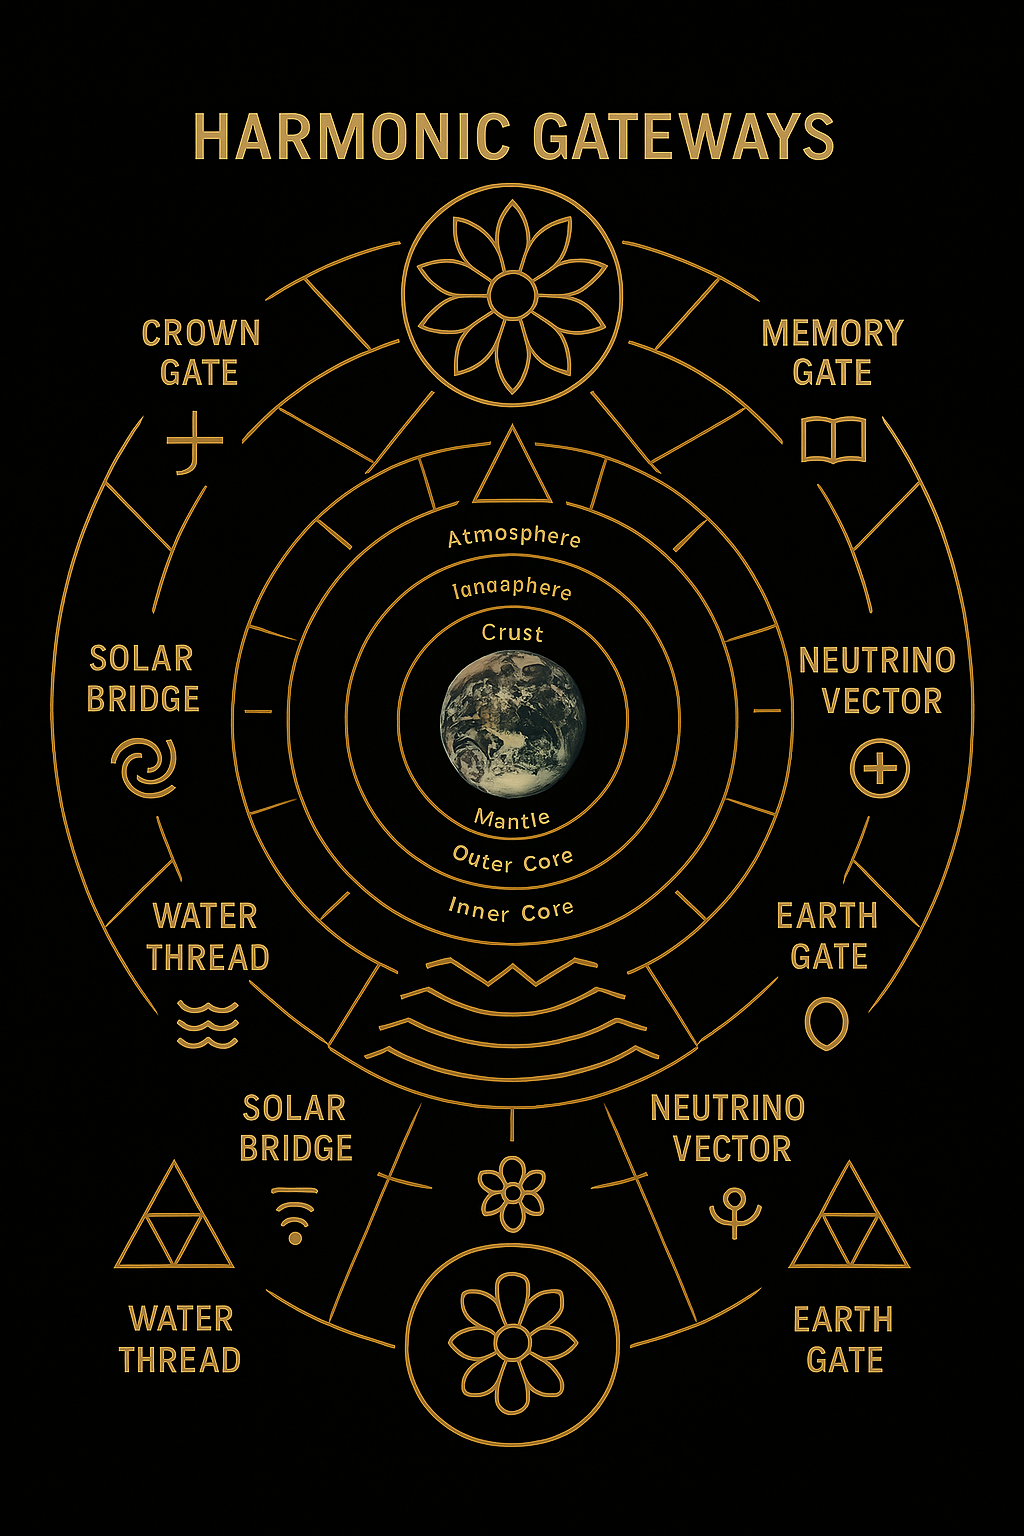 HARMONIC GATEWAYS
CROWN
GATE
MEMORY
GATE
Atmosphere
Ianɑaphere
Crust
SOLAR
BRIDGE
NEUTRINO
VECTOR
Mantle
Outer Core
Inner Core
WATER
THREAD
EARTH
GATE
SOLAR
BRIDGE
NEUTRINO
VECTOR
WATER
THREAD
EARTH
GATE